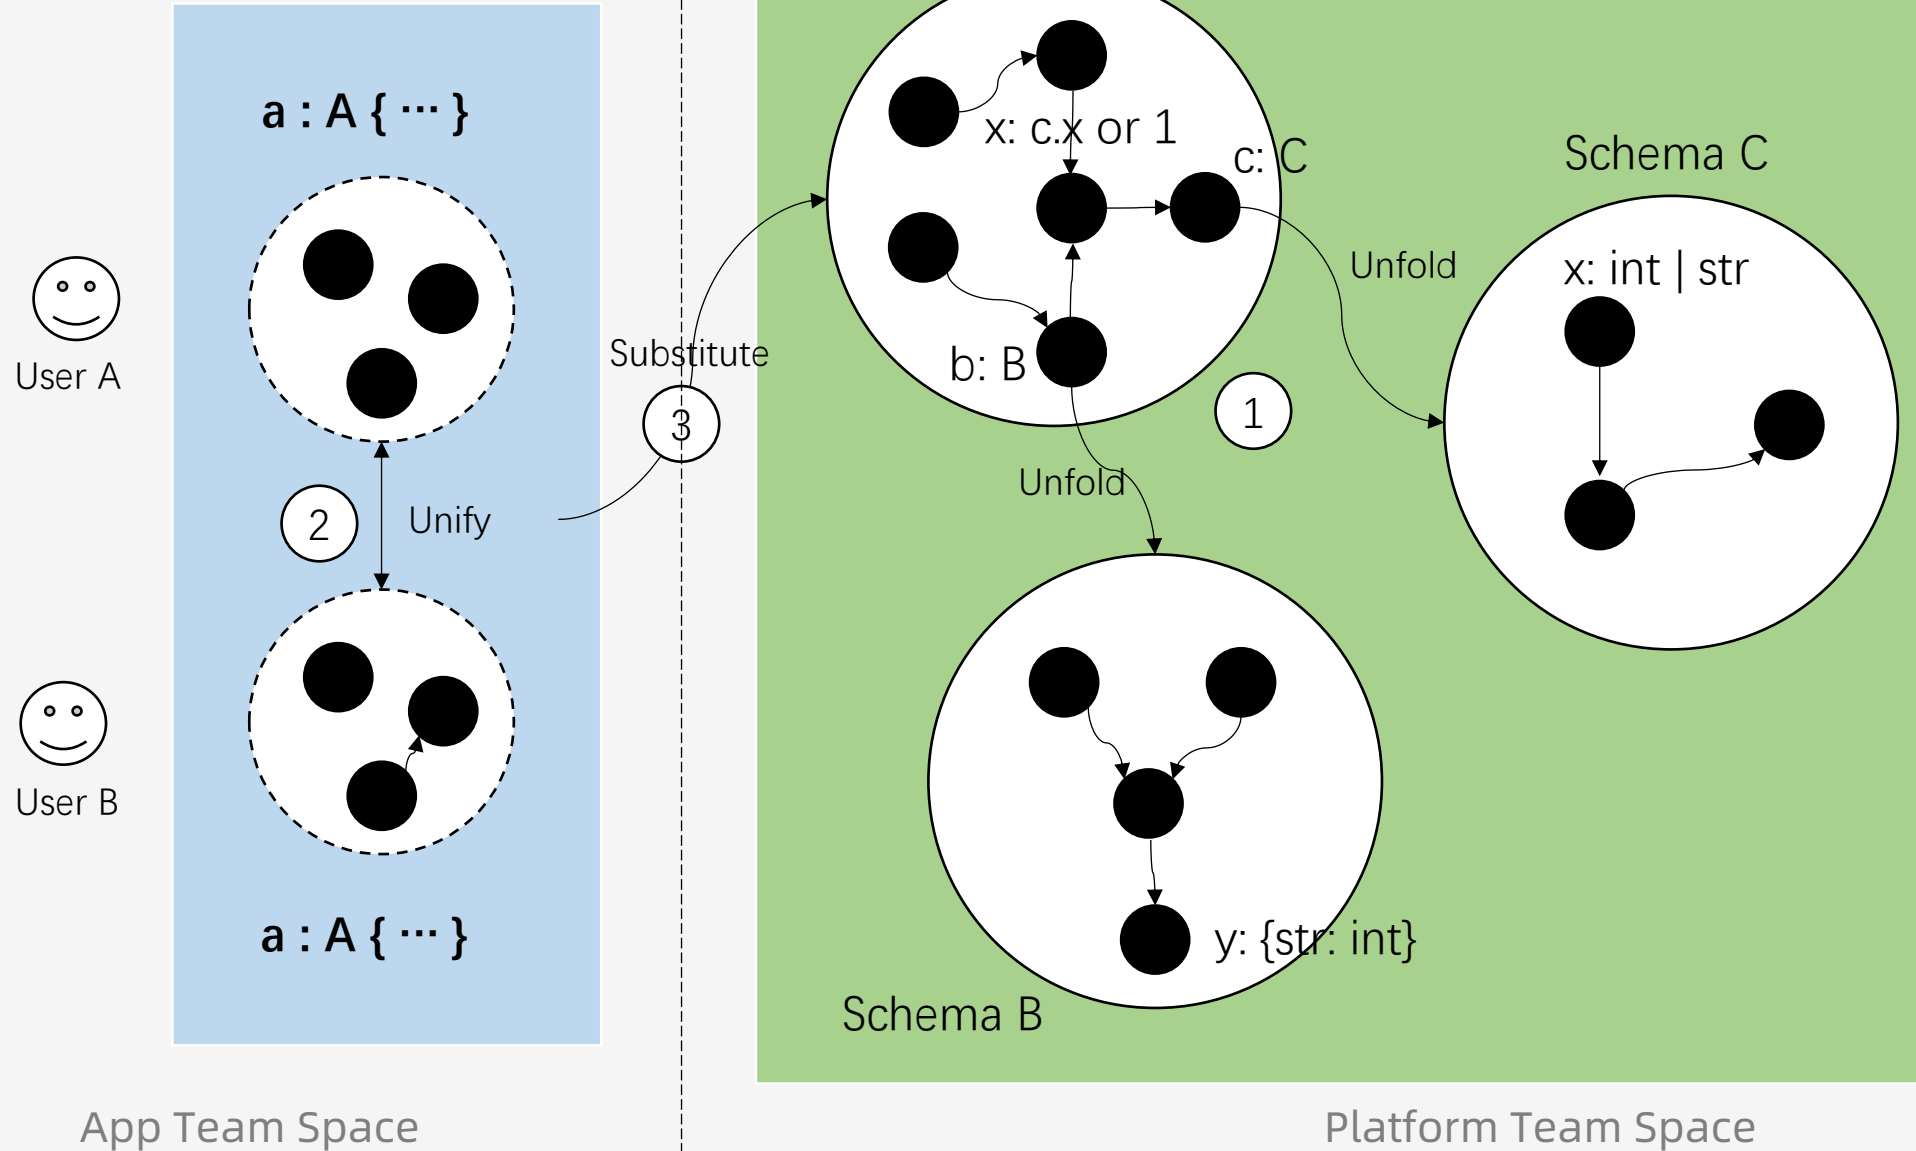 a : A { ··· }
User A
2
Unify
User B
a : A { ··· }
Substitute
3
x: c.x or 1
c: C
b: B
1
Unfold
Unfold
Schema C
x: int | str
y: {str: int}
Schema B
App Team Space
Platform Team Space